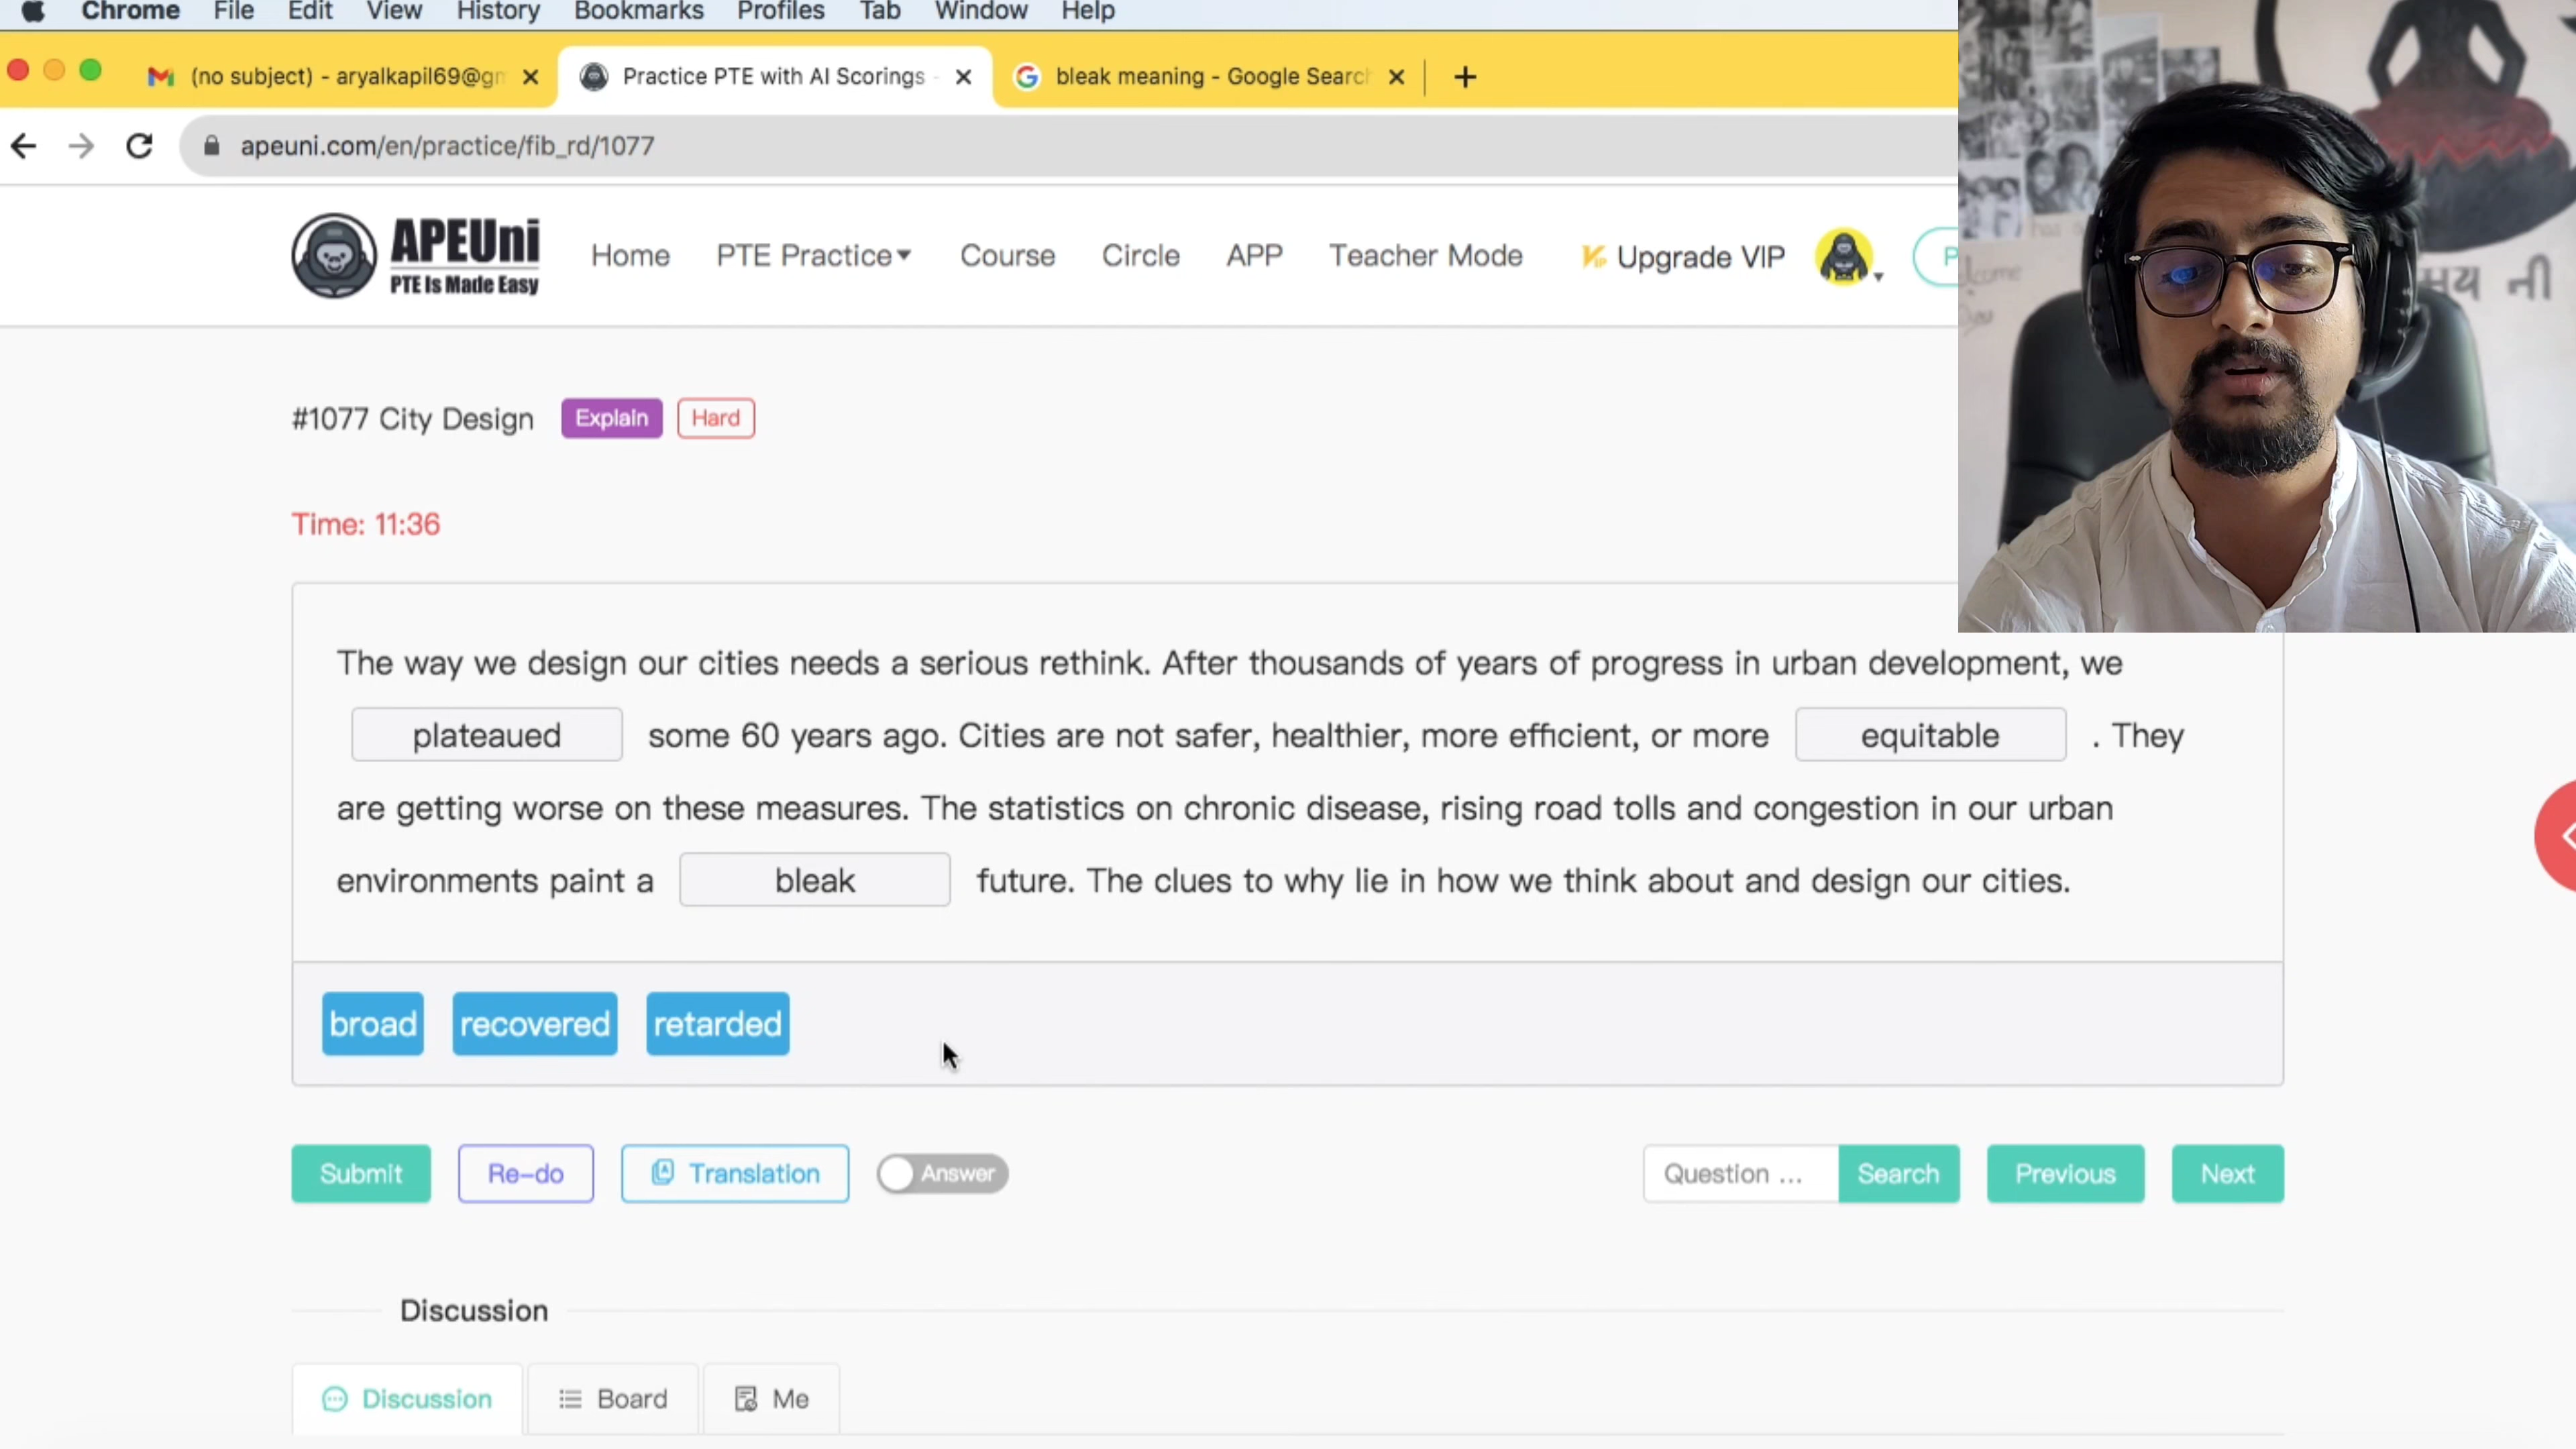 Chrome File Edit View History Bookmarks Profiles Tab Window Help
(no subject) - aryalkapil69@gm
Practice PTE with AI Scorings -
bleak meaning - Google Search
apeuni.com/en/practice/fib_rd/1077
APEUni
PTE Is Made Easy
Home PTE Practice Course Circle APP Teacher Mode Upgrade VIP P
#1077 City Design Explain Hard
Time: 11:36
The way we design our cities needs a serious rethink. After thousands of years of progress in urban development, we
plateaued some 60 years ago. Cities are not safer, healthier, more efficient, or more equitable . They
are getting worse on these measures. The statistics on chronic disease, rising road tolls and congestion in our urban
environments paint a bleak future. The clues to why lie in how we think about and design our cities.
broad recovered retarded
Submit Re-do Translation Answer Question ... Search Previous Next
Discussion
Discussion Board Me